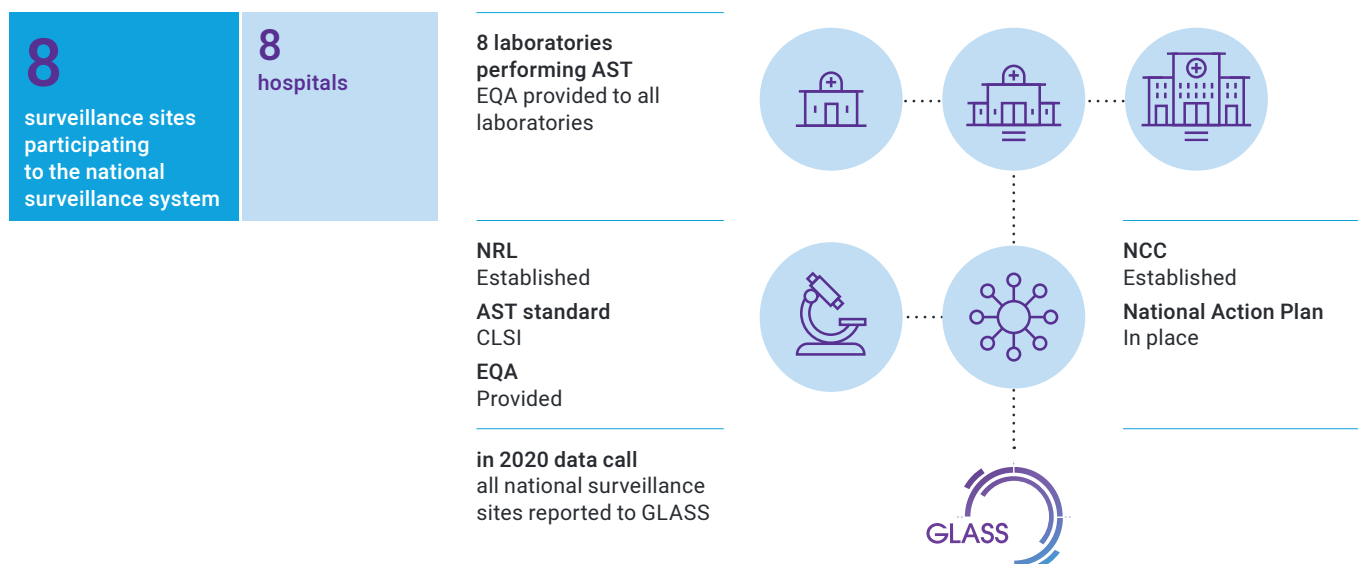 8
surveillance sites
participating
to the national
surveillance system
8
hospitals
8 laboratories
performing AST
EQA provided to all
laboratories
NRL
Established
AST standard
CLSI
EQA
Provided
NCC
Established
National Action Plan
In place
in 2020 data call
all national surveillance
sites reported to GLASS
GLASS